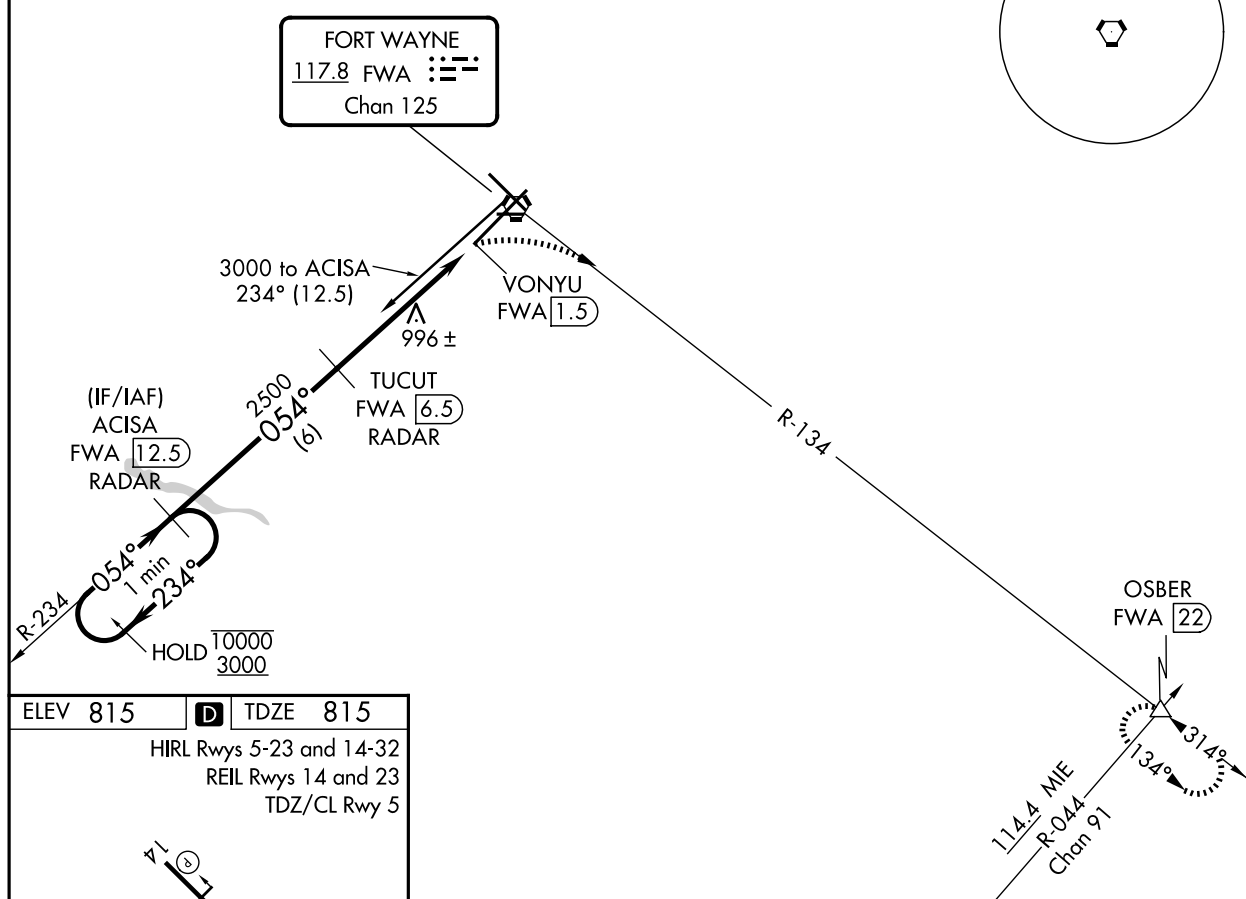 FORT WAYNE
117.8 FWA
Chan 125
3000 to ACISA
234° (12.5)
VONYU
FWA 1.5
996 ±
TUCUT
FWA 6.5
RADAR
2500
054°
(6)
(IF/IAF)
ACISA
FWA 12.5
RADAR
R-134
054°
1 min
234°
R-234
HOLD 10000
3000
OSBER
FWA 22
314°
134°
114.4 MIE
R-044
Chan 91
ELEV 815 D TDZE 815
HIRL Rwys 5-23 and 14-32
REIL Rwys 14 and 23
TDZ/CL Rwy 5
14 P